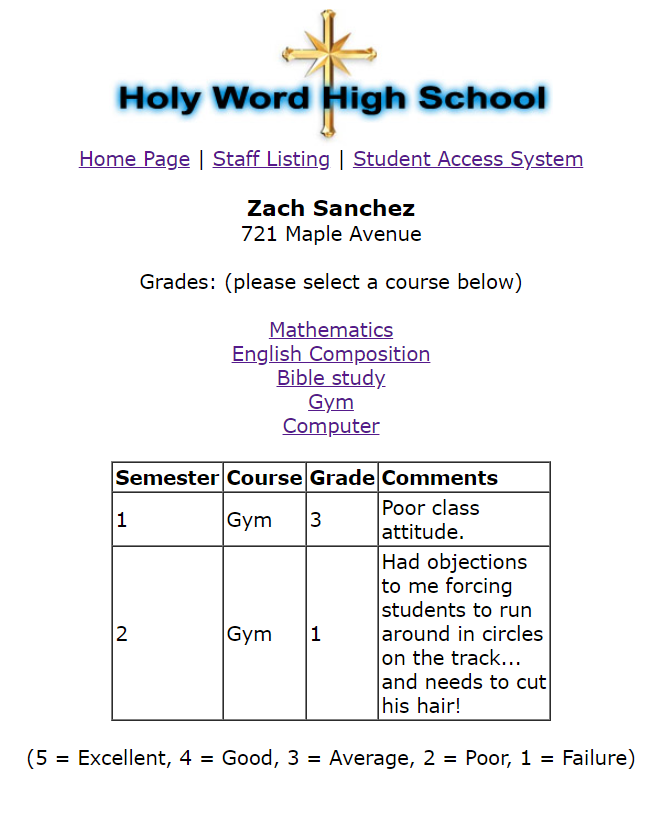 Holy Word High School
Home Page | Staff Listing | Student Access System
Zach Sanchez
721 Maple Avenue
Grades: (please select a course below)
Mathematics
English Composition
Bible study
Gym
Computer
Semester Course Grade Comments
1 Gym 3 Poor class
attitude.
2 Gym 1 Had objections
to me forcing
students to run
around in circles
on the track...
and needs to cut
his hair!
(5 = Excellent, 4 = Good, 3 = Average, 2 = Poor, 1 = Failure)